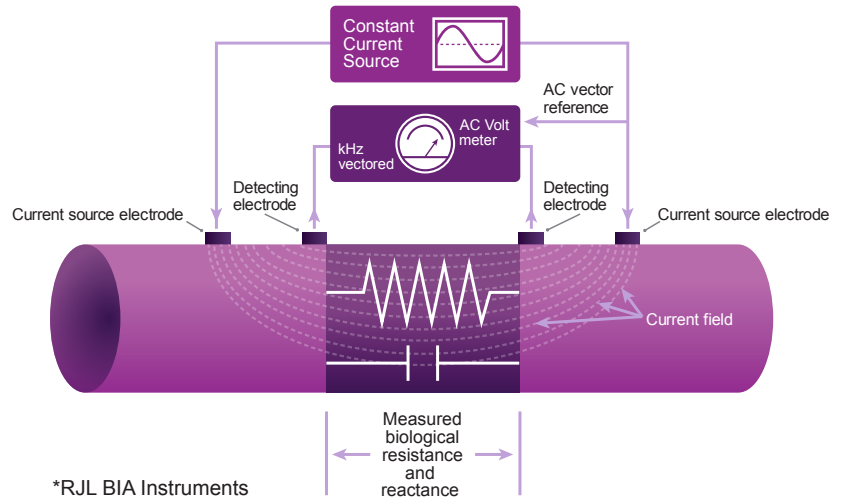 Constant
Current
Source
AC vector
reference
kHz
vectored
AC Volt
meter
Current source electrode
Detecting
electrode
Detecting
electrode
Current source electrode
Current field
Measured
biological
resistance
and
reactance
*RJL BIA Instruments